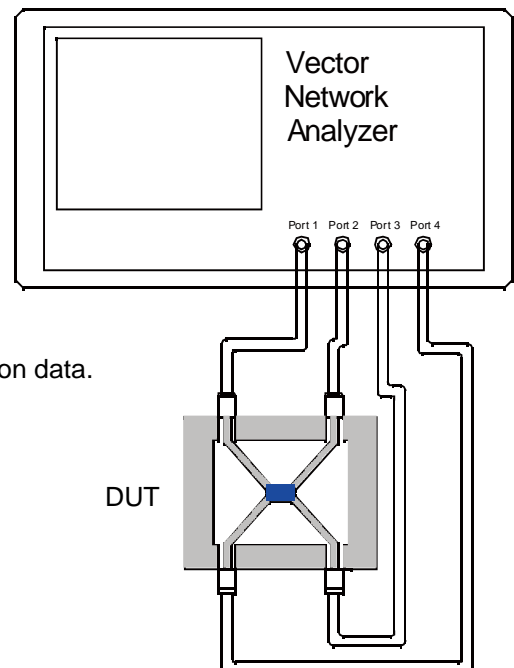 Vector
Network
Analyzer
Port 1 Port 2 Port 3 Port 4
on data.
DUT